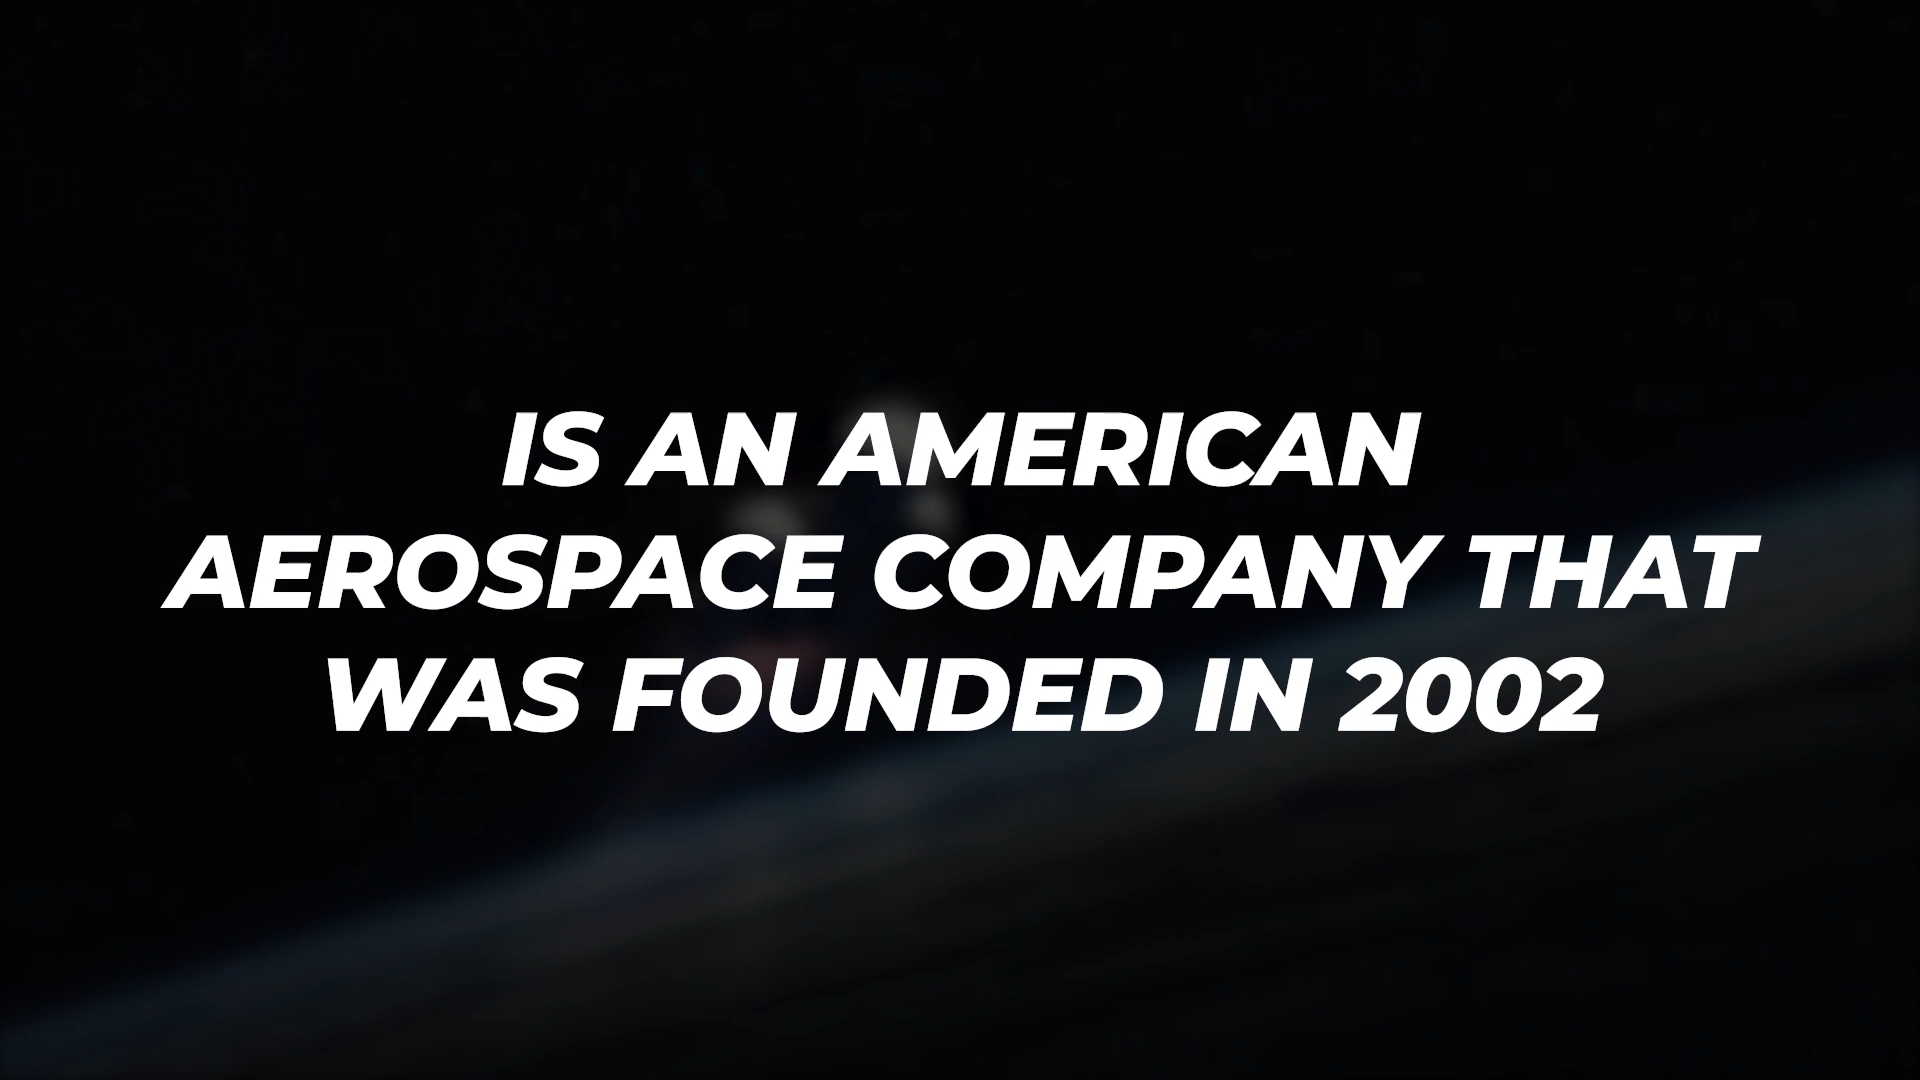 IS AN AMERICAN
AEROSPACE COMPANY THAT
WAS FOUNDED IN 2002